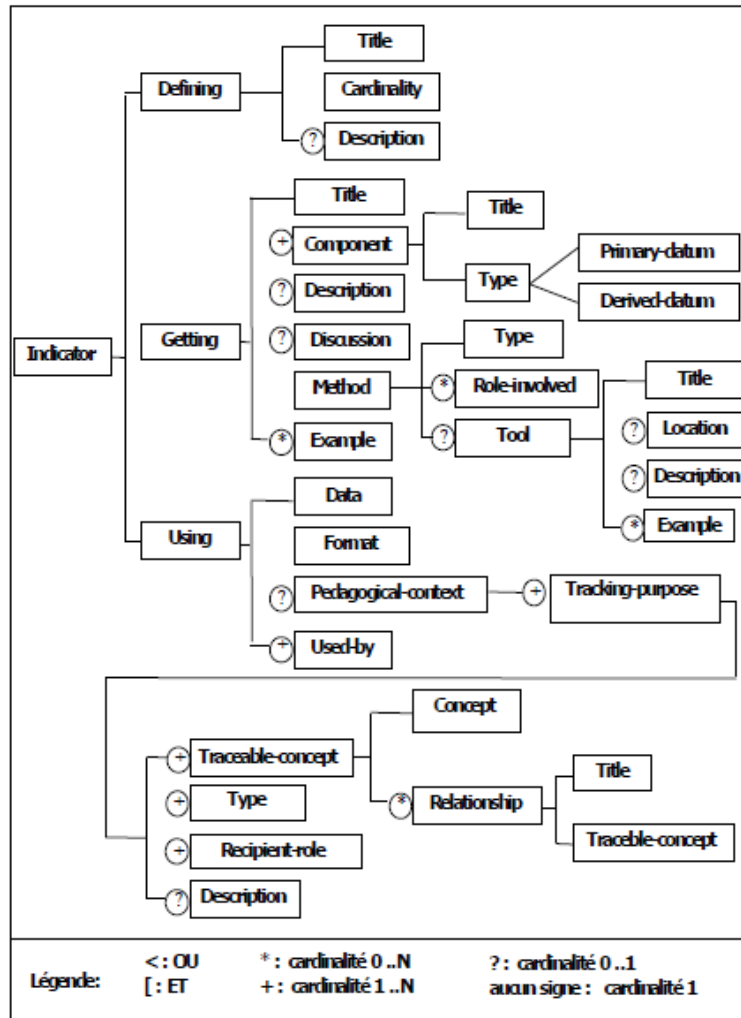 Title
Defining
Cardinality
? Description
Title
Title
+ Component
Primary-datum
? Description
Type
Derived-datum
Indicator
Getting
? Discussion
Type
Method
* Role-involved
Title
* Example
? Tool
? Location
? Description
Data
* Example
Using
Format
? Pedagogical-context
+ Tracking-purpose
+ Used-by
Concept
+ Traceable-concept
Title
+ Type
* Relationship
+ Recipient-role
Traceble-concept
? Description
Légende:
< : OU * : cardinalité 0 ..N ? : cardinalité 0 ..1
[ : ET + : cardinalité 1 ..N aucun signe : cardinalité 1